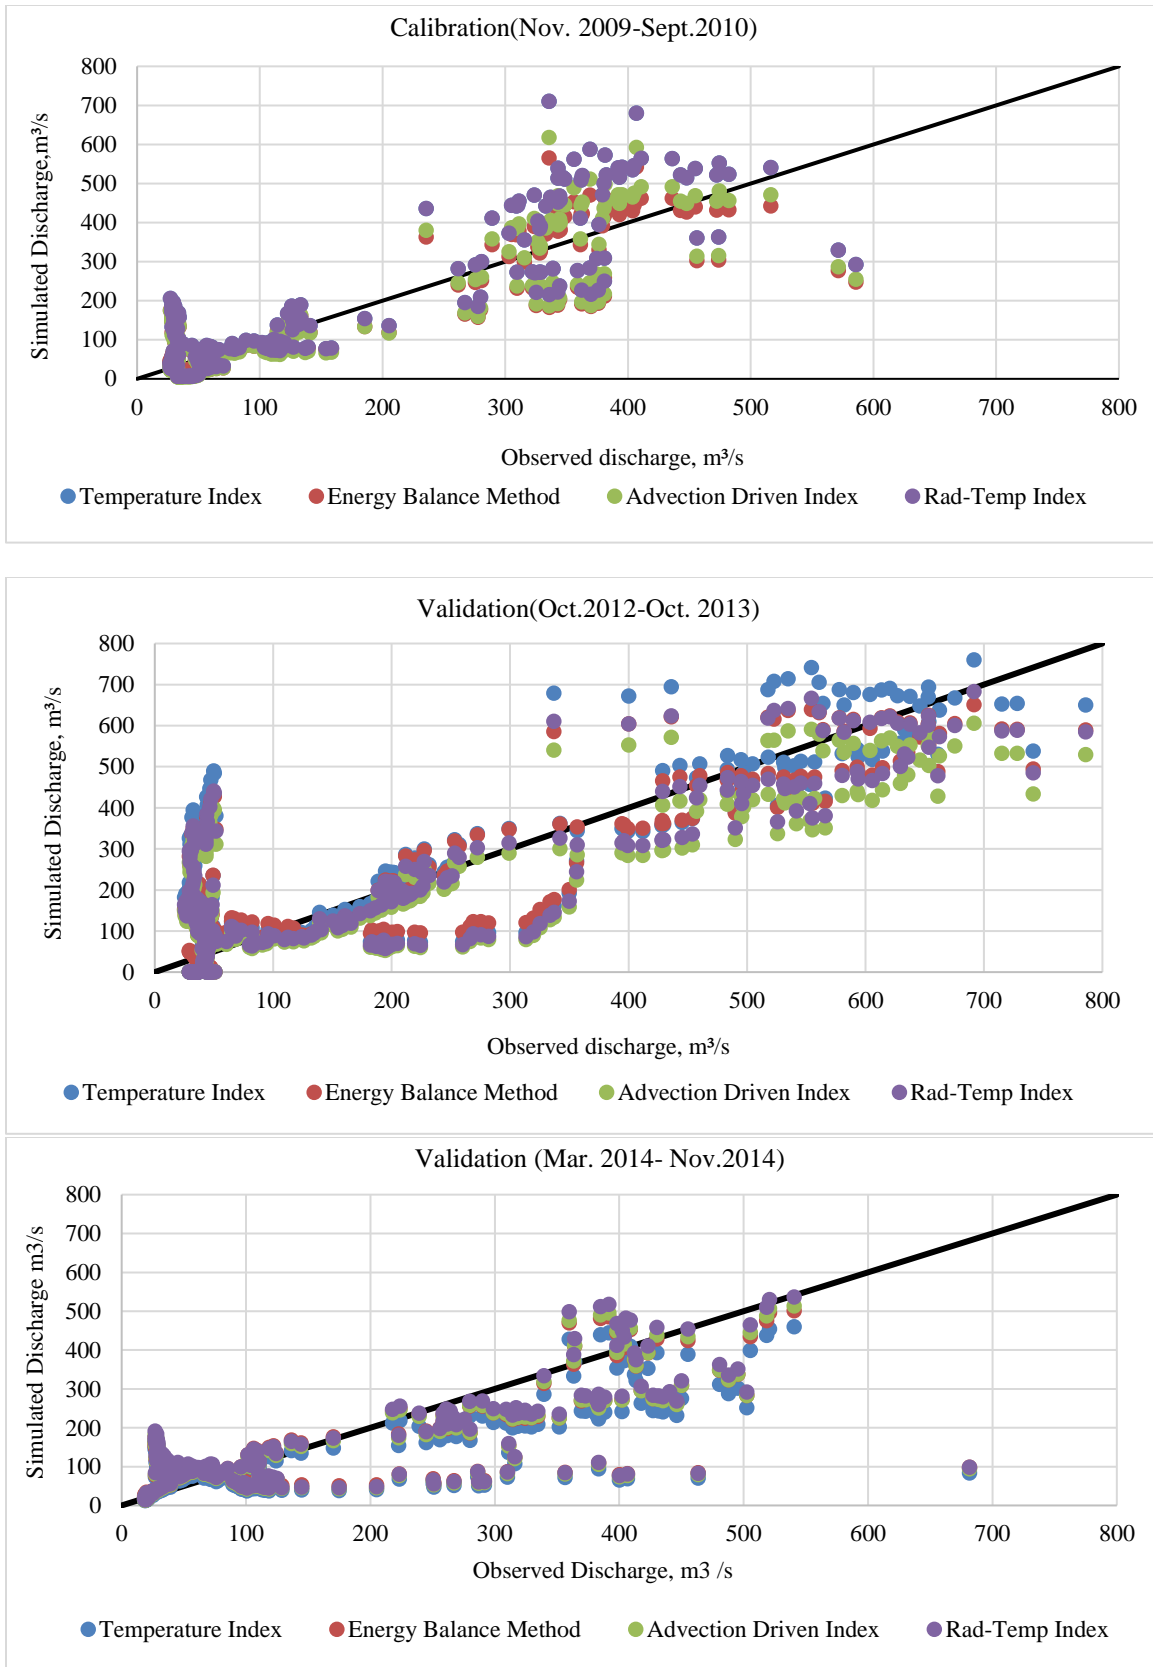 Calibration(Nov. 2009-Sept.2010)
800
700
600
500
400
300
200
100
0
Simulated Discharge,m³/s
0 100 200 300 400 500 600 700 800
Observed discharge, m³/s
Temperature Index Energy Balance Method Advection Driven Index Rad-Temp Index
Validation(Oct.2012-Oct. 2013)
800
700
600
500
400
300
200
100
0
Simulated Discharge, m³/s
0 100 200 300 400 500 600 700 800
Observed discharge, m³/s
Temperature Index Energy Balance Method Advection Driven Index Rad-Temp Index
Validation (Mar. 2014- Nov.2014)
800
700
600
500
400
300
200
100
0
Simulated Discharge m3/s
0 100 200 300 400 500 600 700 800
Observed Discharge, m3 /s
Temperature Index Energy Balance Method Advection Driven Index Rad-Temp Index